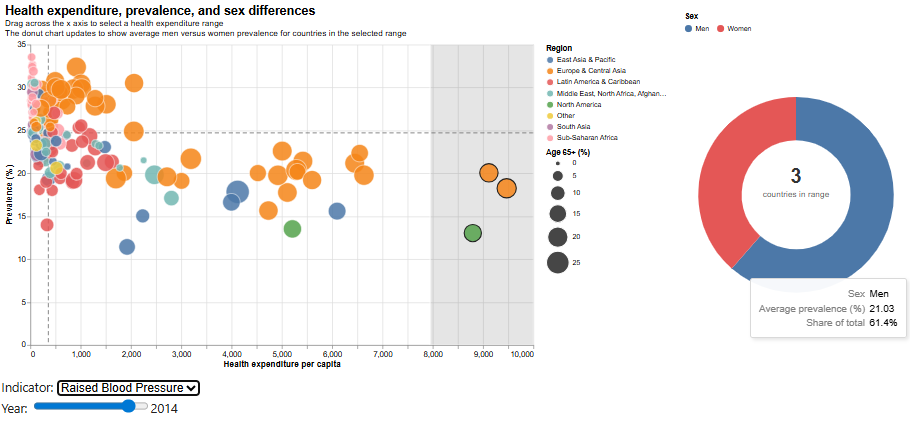 Health expenditure, prevalence, and sex differences
Drag across the x axis to select a health expenditure range
The donut chart updates to show average men versus women prevalence for countries in the selected range
35
30
25
20
15
10
5
0
Prevalence (%)
0 1,000 2,000 3,000 4,000 5,000 6,000 7,000 8,000 9,000 10,000
Health expenditure per capita
Region
East Asia & Pacific
Europe & Central Asia
Latin America & Caribbean
Middle East, North Africa, Afghan...
North America
Other
South Asia
Sub-Saharan Africa
Age 65+ (%)
0
5
10
15
20
25
Sex
Men Women
3
countries in range
Sex Men
Average prevalence (%) 21.03
Share of total 61.4%
Indicator: Raised Blood Pressure
Year: 2014